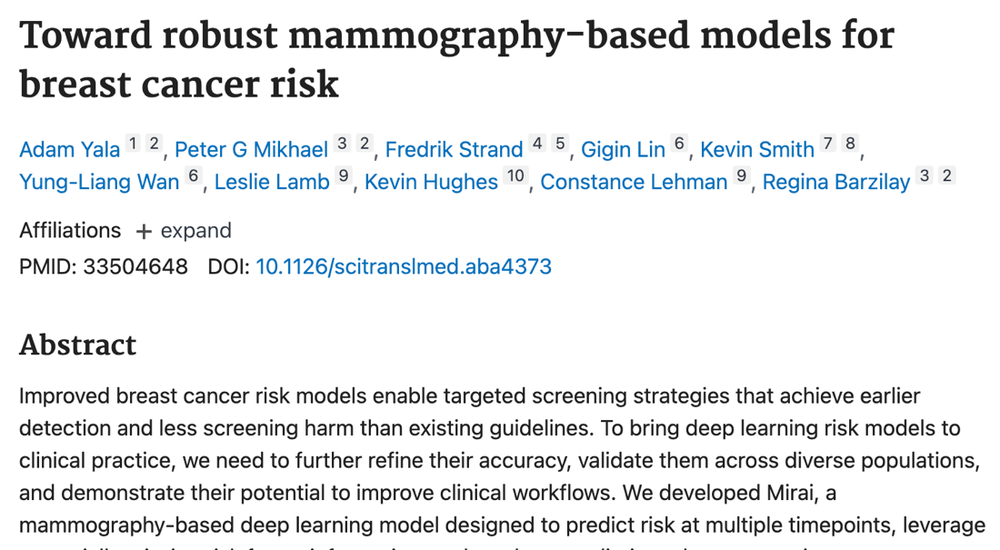 Toward robust mammography-based models for
breast cancer risk
Adam Yala 1 2, Peter G Mikhael 3 2, Fredrik Strand 4 5, Gigin Lin 6, Kevin Smith 7 8,
Yung-Liang Wan 6, Leslie Lamb 9, Kevin Hughes 10, Constance Lehman 9, Regina Barzilay 3 2
Affiliations + expand
PMID: 33504648 DOI: 10.1126/scitranslmed.aba4373
Abstract
Improved breast cancer risk models enable targeted screening strategies that achieve earlier
detection and less screening harm than existing guidelines. To bring deep learning risk models to
clinical practice, we need to further refine their accuracy, validate them across diverse populations,
and demonstrate their potential to improve clinical workflows. We developed Mirai, a
mammography-based deep learning model designed to predict risk at multiple timepoints, leverage